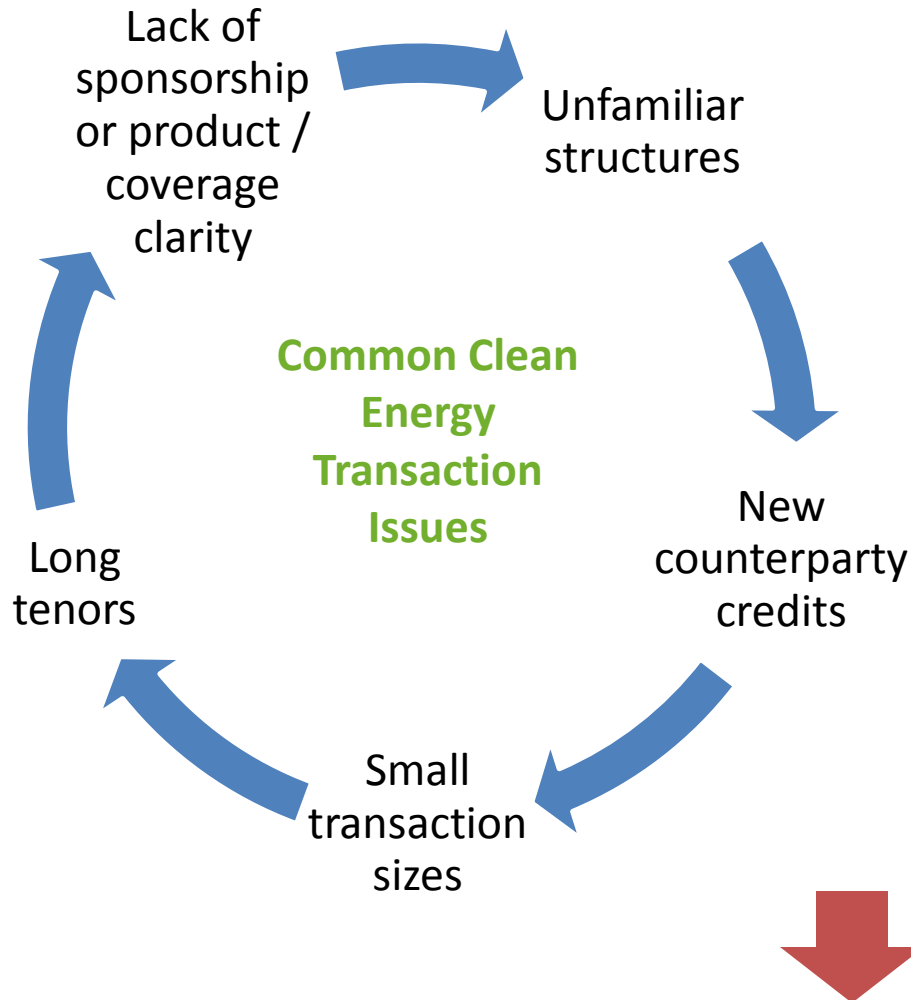 Lack of
sponsorship
or product /
coverage
clarity
Unfamiliar
structures
Common Clean
Energy
Transaction
Issues
New
counterparty
credits
Long
tenors
Small
transaction
sizes